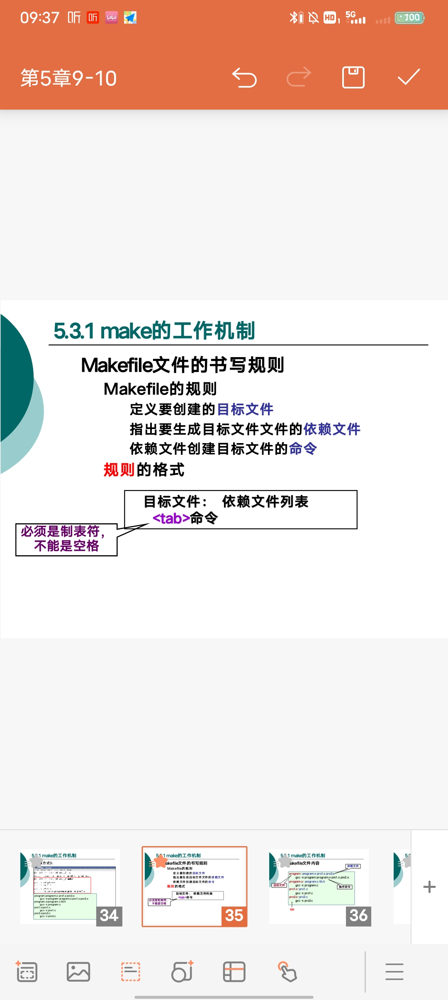 09:37 听 听
HD 1 5G 100
第5章9-10
5.3.1 make的工作机制
Makefile文件的书写规则
Makefile的规则
定义要创建的目标文件
指出要生成目标文件文件的依赖文件
依赖文件创建目标文件的命令
规则的格式
目标文件： 依赖文件列表
<tab>命令
必须是制表符，
不能是空格
make的工作机制
方式3：
program:program.o pro1.o pro2.o
gcc -o program program.o pro1.o pro2.o
program.o:program.c lib.h
gcc -c program.c
pro1.o:pro1.c
gcc -c pro1.c
pro2.o:pro2.c
gcc -c pro2.c
34
make的工作机制
akefile文件的书写规则
Makefile的规则
定义要创建的目标文件
指出要生成目标文件文件的依赖文件
依赖文件创建目标文件的命令
规则的格式
目标文件： 依赖文件列表
<tab>命令
必须是制表符，
不能是空格
35
make的工作机制
akefile文件内容
依赖文件
program：program.o pro1.o pro2.o
gcc -o program program.o pro1.o pro2.o
program.o：program.c lib.h
目标文件
gcc -c program.c
操作命令
pro1.o：pro1.c
gcc -c pro1.c
pro2.o：pro2.c
gcc -c pro2.c
tab
36